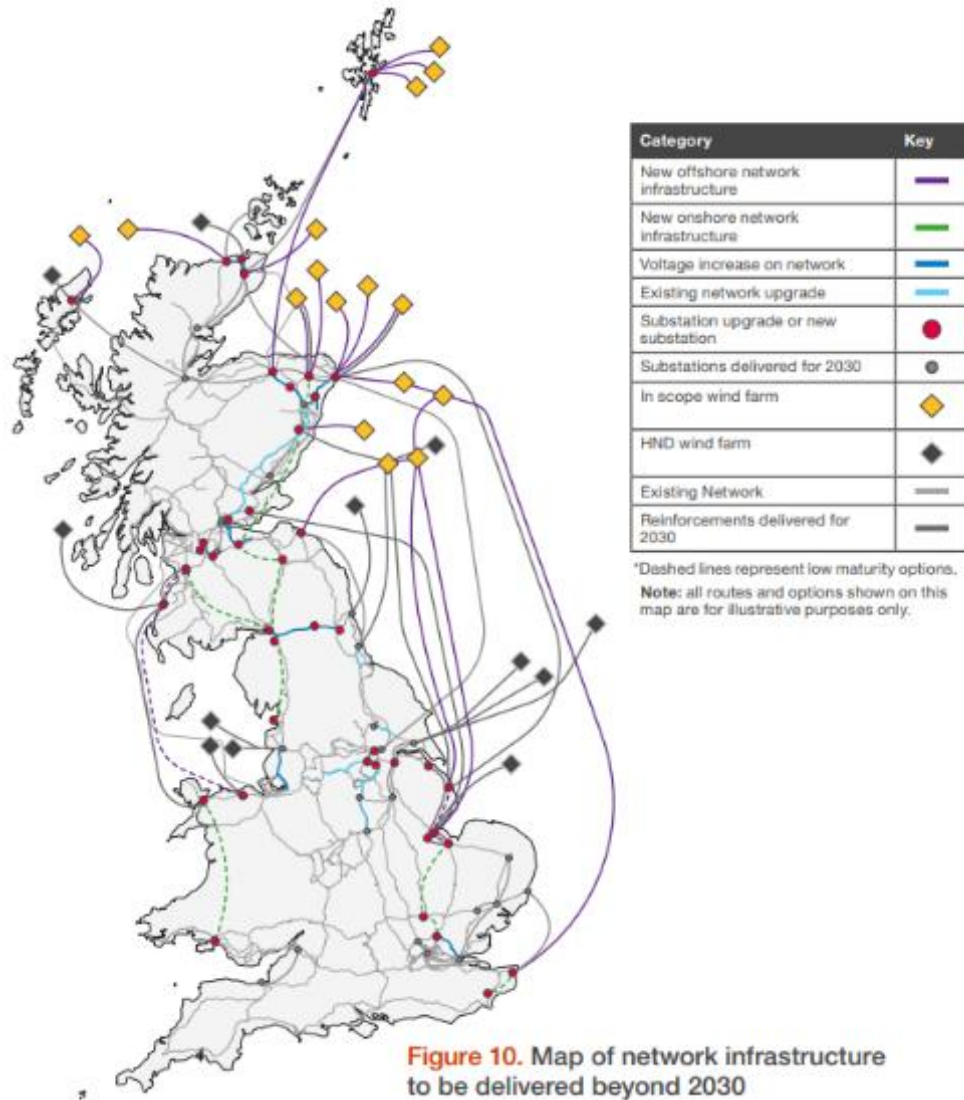 Category Key
New offshore network
infrastructure
New onshore network
infrastructure
Voltage increase on network
Existing network upgrade
Substation upgrade or new
substation
Substations delivered for 2030
In scope wind farm
HND wind farm
Existing Network
Reinforcements delivered for
2030
*Dashed lines represent low maturity options.
Note: all routes and options shown on this
map are for illustrative purposes only.
Figure 10. Map of network infrastructure
to be delivered beyond 2030